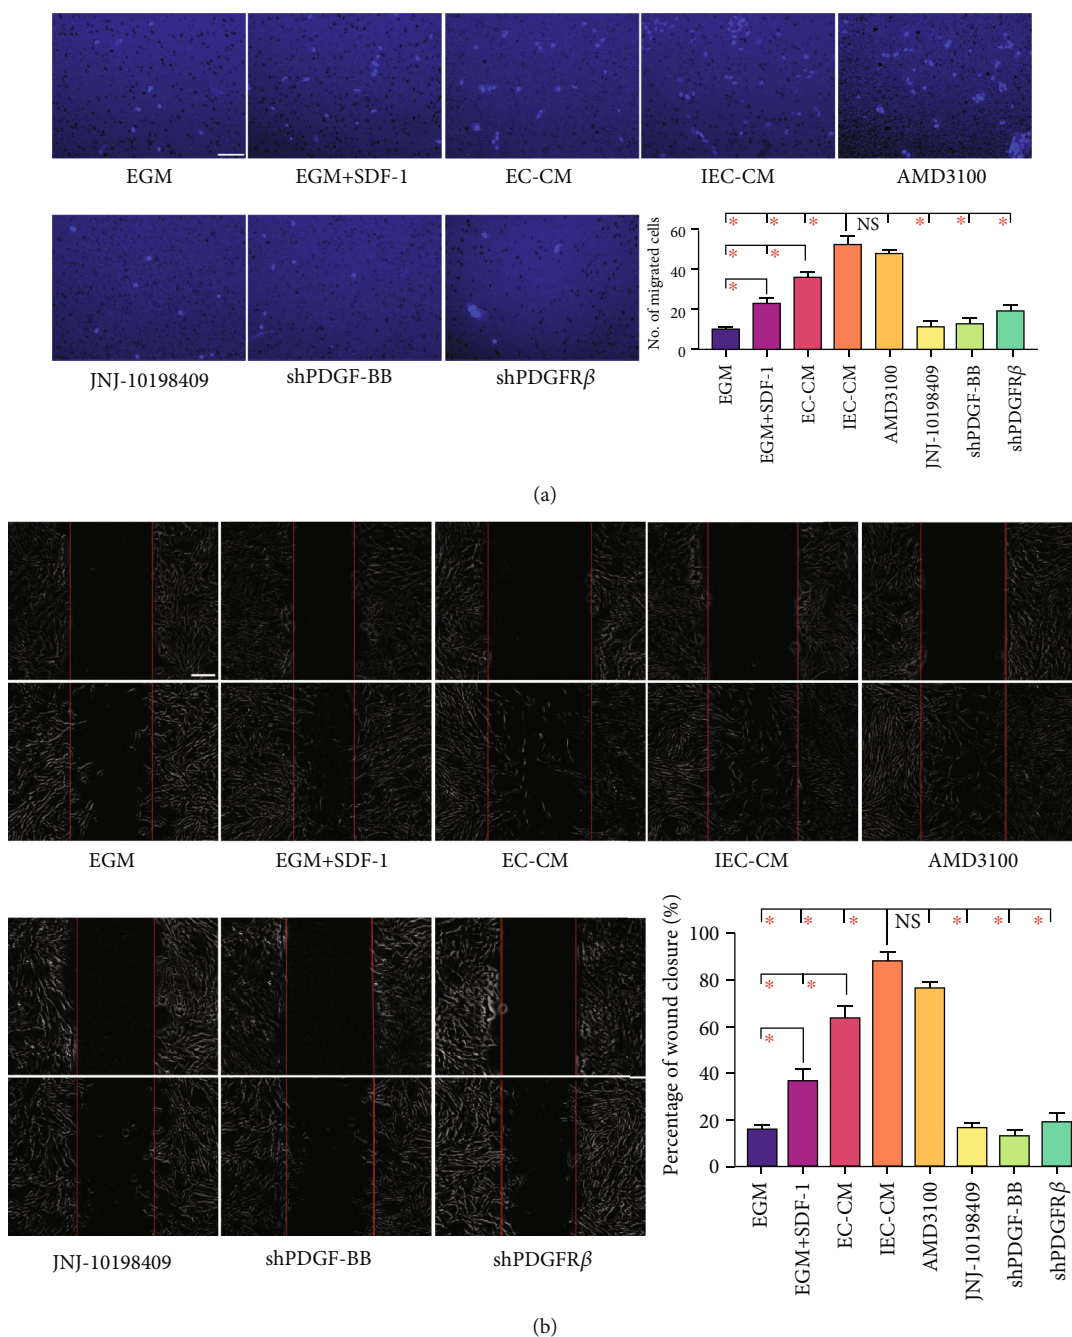 EGM
EGM+SDF-1
EC-CM
IEC-CM
AMD3100
JNJ-10198409
shPDGF-BB
shPDGFRβ
No. of migrated cells
60
40
20
0
* * * NS * * *
* *
*
EGM
EGM+SDF-1
EC-CM
IEC-CM
AMD3100
JNJ-10198409
shPDGF-BB
shPDGFRβ
(a)
EGM
EGM+SDF-1
EC-CM
IEC-CM
AMD3100
JNJ-10198409
shPDGF-BB
shPDGFRβ
Percentage of wound closure (%)
100
80
60
40
20
0
* * * NS * * *
* *
*
EGM
EGM+SDF-1
EC-CM
IEC-CM
AMD3100
JNJ-10198409
shPDGF-BB
shPDGFRβ
(b)